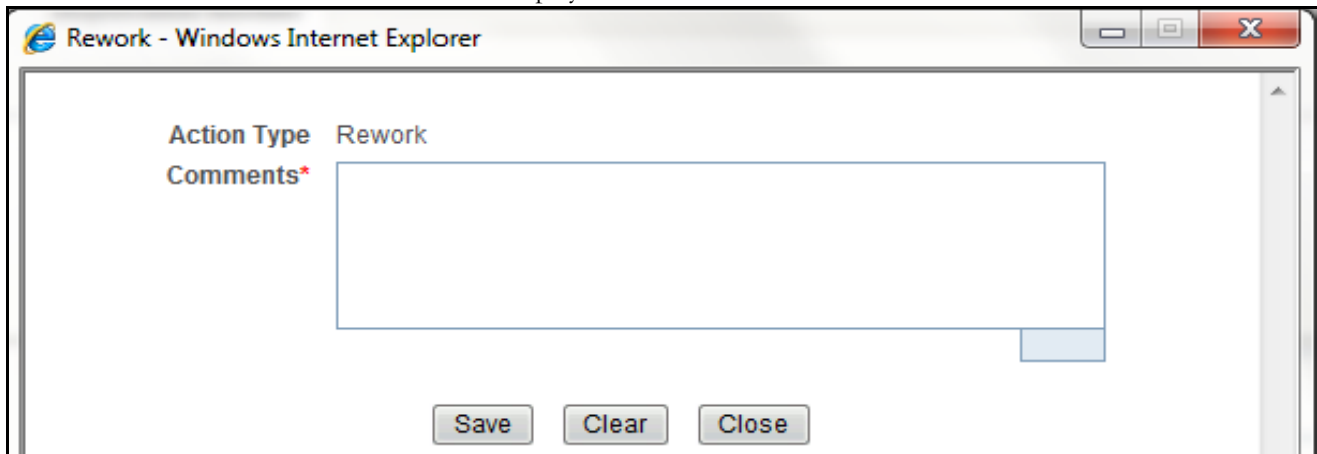 Rework - Windows Internet Explorer
Action Type Rework
Comments*
Save Clear Close